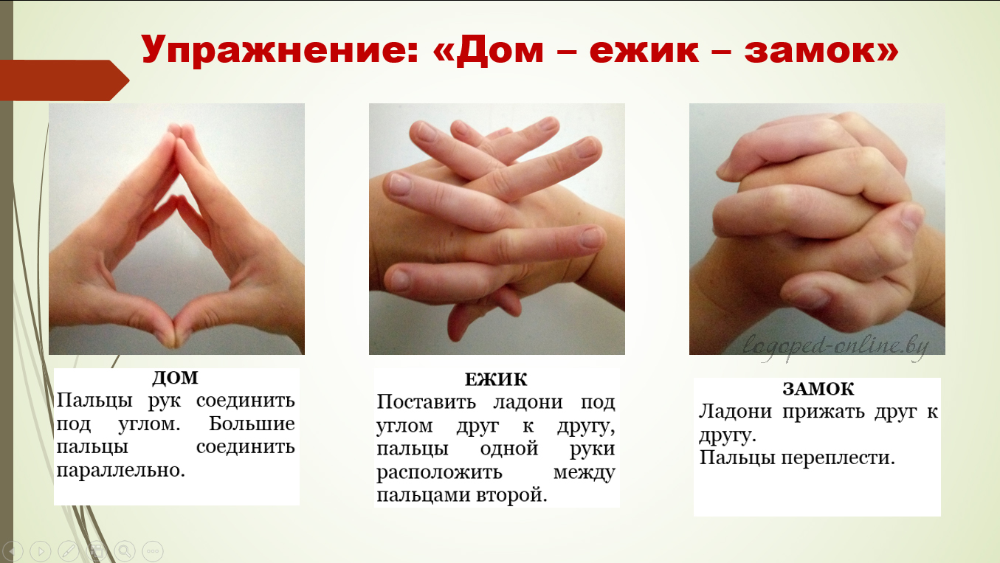 Упражнение: «Дом – ежик – замок»
ДОМ
Пальцы рук соединить
под углом. Большие
пальцы соединить
параллельно.
ЕЖИК
Поставить ладони под
углом друг к другу,
пальцы одной руки
расположить между
пальцами второй.
logoped-online.by
ЗАМОК
Ладони прижать друг к
другу.
Пальцы переплести.